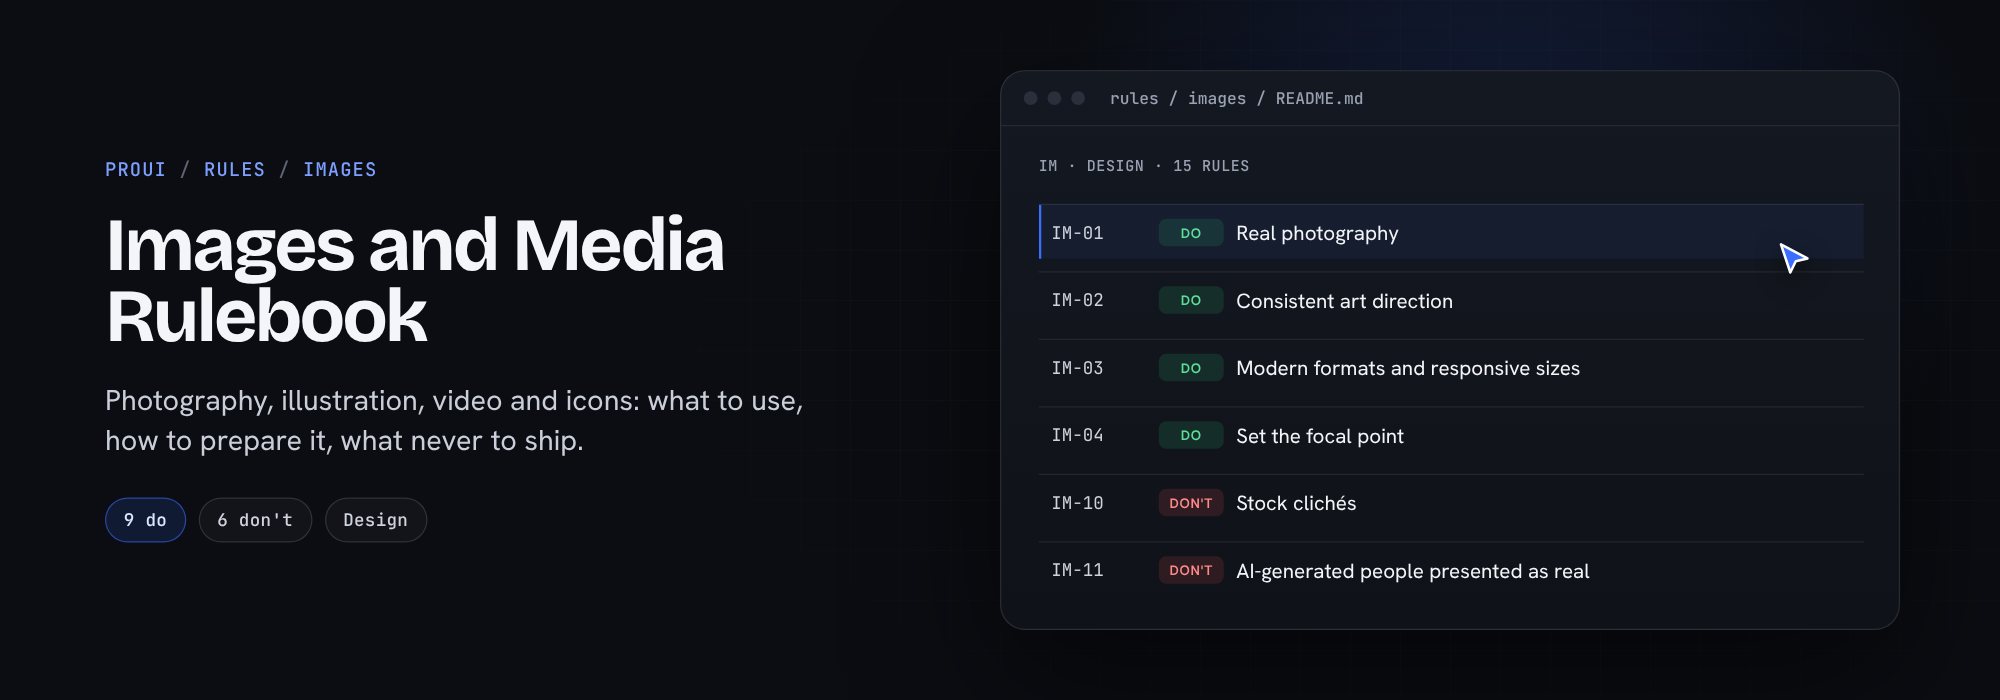 PROUI / RULES / IMAGES
Images and Media
Rulebook
Photography, illustration, video and icons: what to use,
how to prepare it, what never to ship.
9 do
6 don't
Design
rules / images / README.md
IM · DESIGN · 15 RULES
IM-01 DO Real photography
IM-02 DO Consistent art direction
IM-03 DO Modern formats and responsive sizes
IM-04 DO Set the focal point
IM-10 DON'T Stock clichés
IM-11 DON'T AI-generated people presented as real